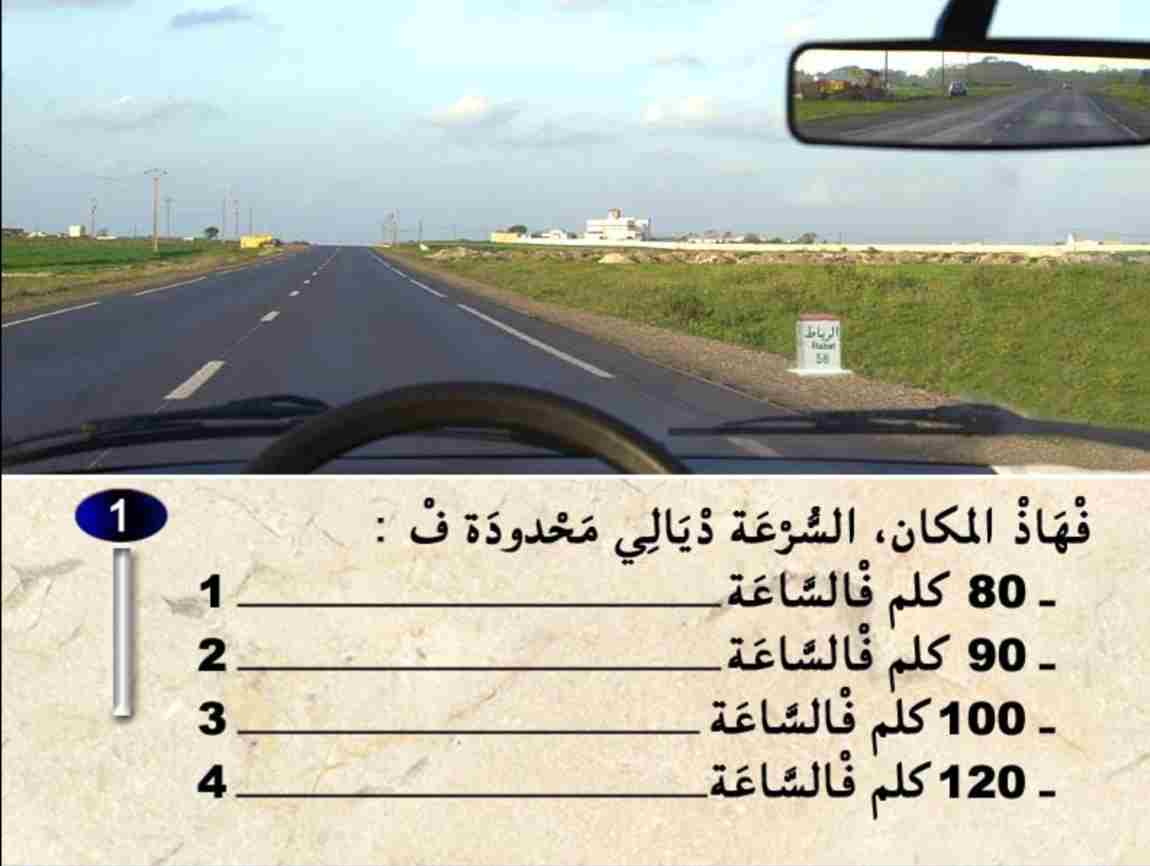 الرباط
Rabat
56
1
فْهَاذْ المكان، السُّرْعَة دْيَالِي مَحْدودَة فْ :
ـ 80 كلم فْالسَّاعَة 1
ـ 90 كلم فْالسَّاعَة 2
ـ 100 كلم فْالسَّاعَة 3
ـ 120 كلم فْالسَّاعَة 4